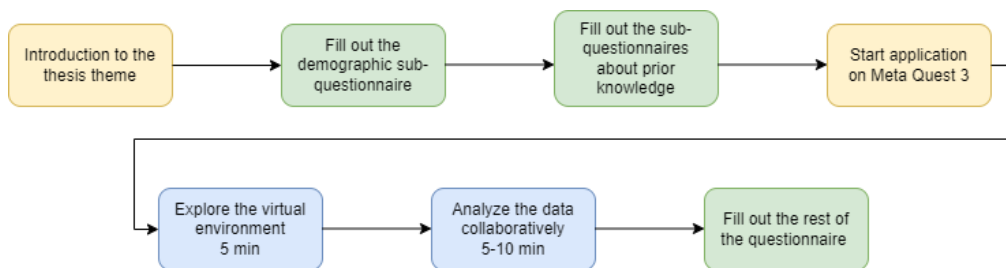 Introduction to the
thesis theme
Fill out the
demographic sub-
questionnaire
Fill out the sub-
questionnaires
about prior
knowledge
Start application
on Meta Quest 3
Explore the virtual
environment
5 min
Analyze the data
collaboratively
5-10 min
Fill out the rest of
the questionnaire